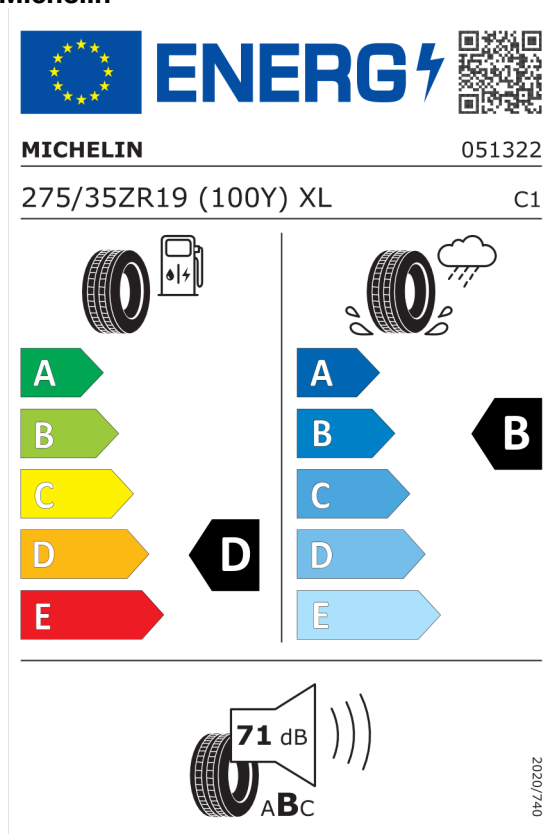 Michelin
ENERG
MICHELIN 051322
275/35ZR19 (100Y) XL C1
A A
B B B
C C
D D D
E E
71 dB
ABC
2020/740